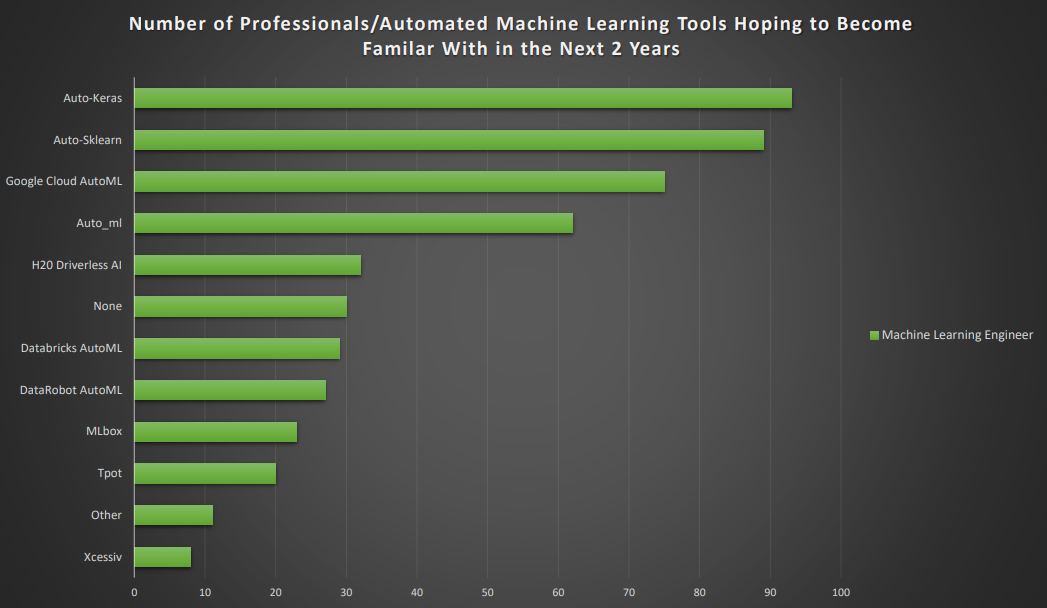 Number of Professionals/Automated Machine Learning Tools Hoping to Become
Familar With in the Next 2 Years
Auto-Keras
Auto-Sklearn
Google Cloud AutoML
Auto_ml
H20 Driverless AI
None
Databricks AutoML
DataRobot AutoML
MLbox
Tpot
Other
Xcessiv
0 10 20 30 40 50 60 70 80 90 100
Machine Learning Engineer